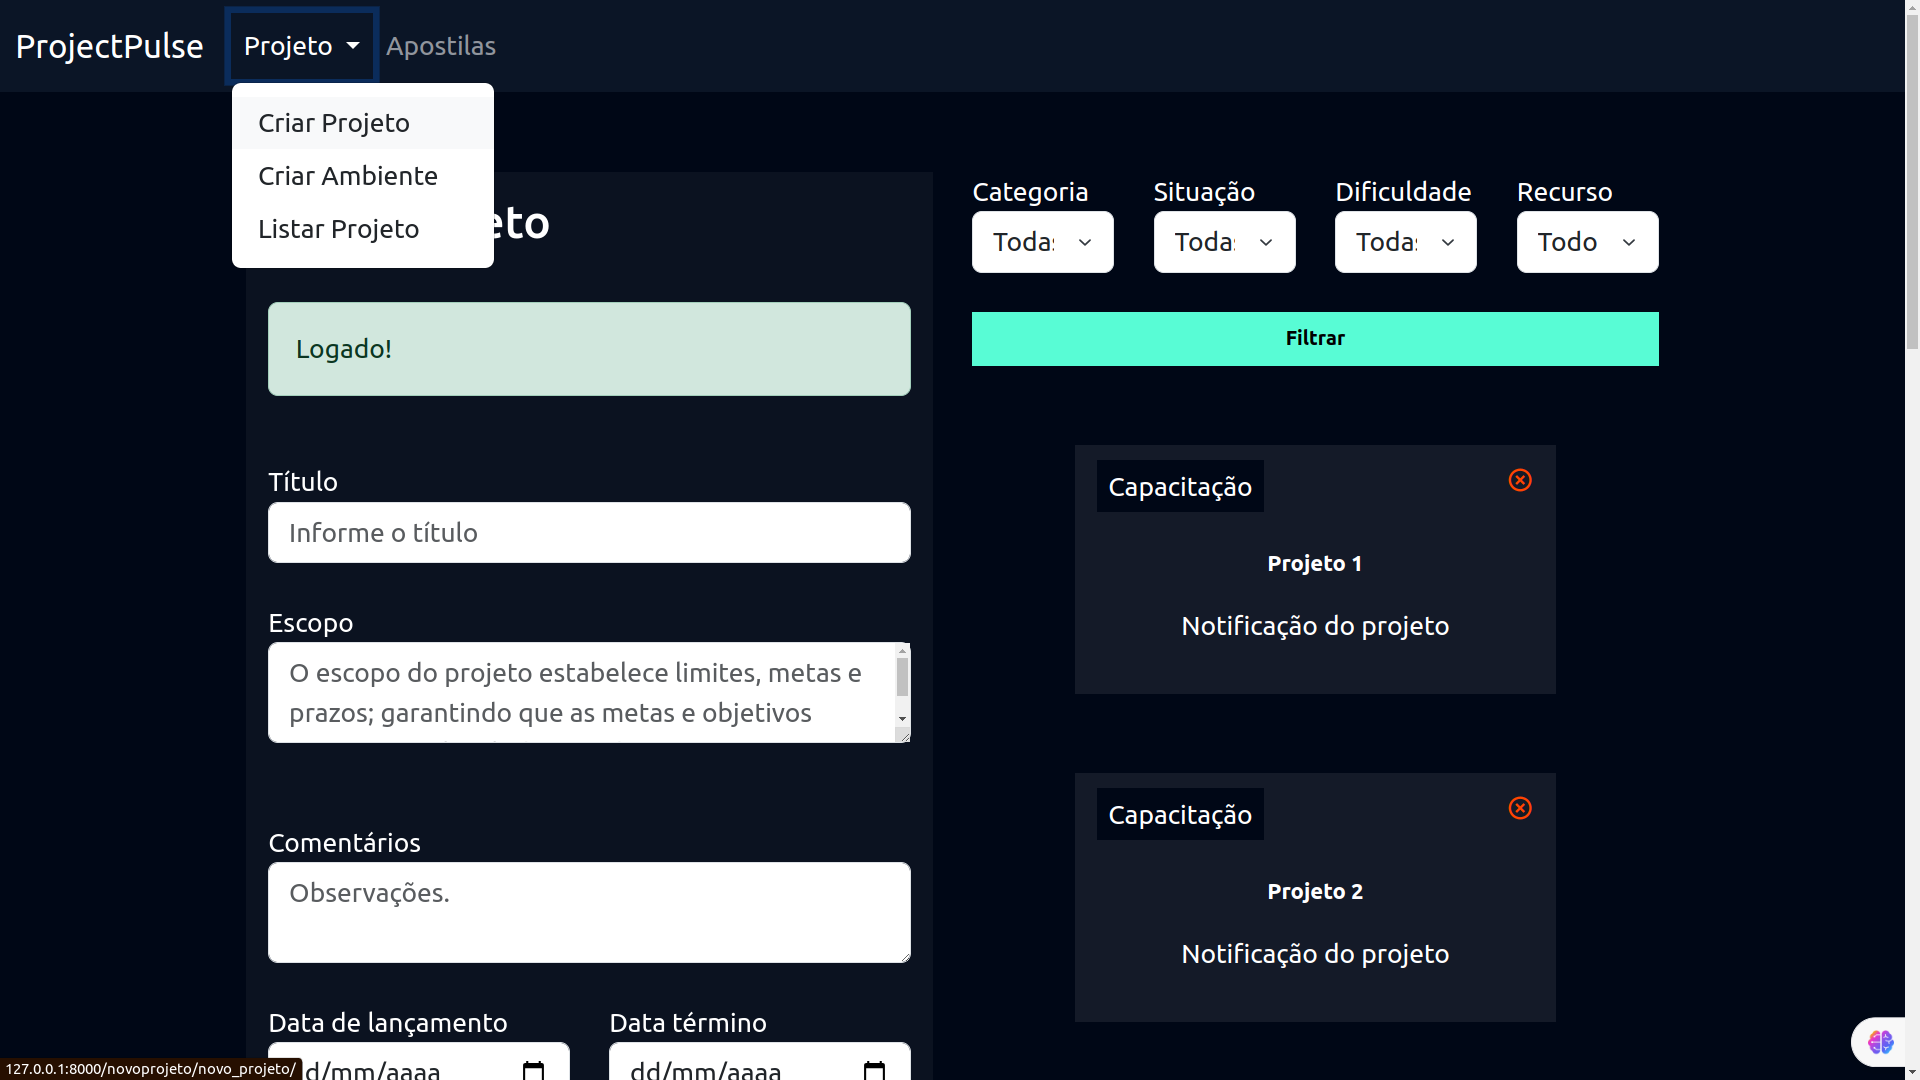 ProjectPulse
Projeto
Apostilas
Criar Projeto
Criar Ambiente
Listar Projeto
eto
Logado!
Título
Informe o título
Escopo
O escopo do projeto estabelece limites, metas e
prazos; garantindo que as metas e objetivos
Comentários
Observações.
Data de lançamento
Data término
d/mm/aaaa
dd/mm/aaaa
Categoria
Situação
Dificuldade
Recurso
Todas
Todas
Todas
Todo
Filtrar
Capacitação
Projeto 1
Notificação do projeto
Capacitação
Projeto 2
Notificação do projeto
127.0.0.1:8000/novoprojeto/novo_projeto/